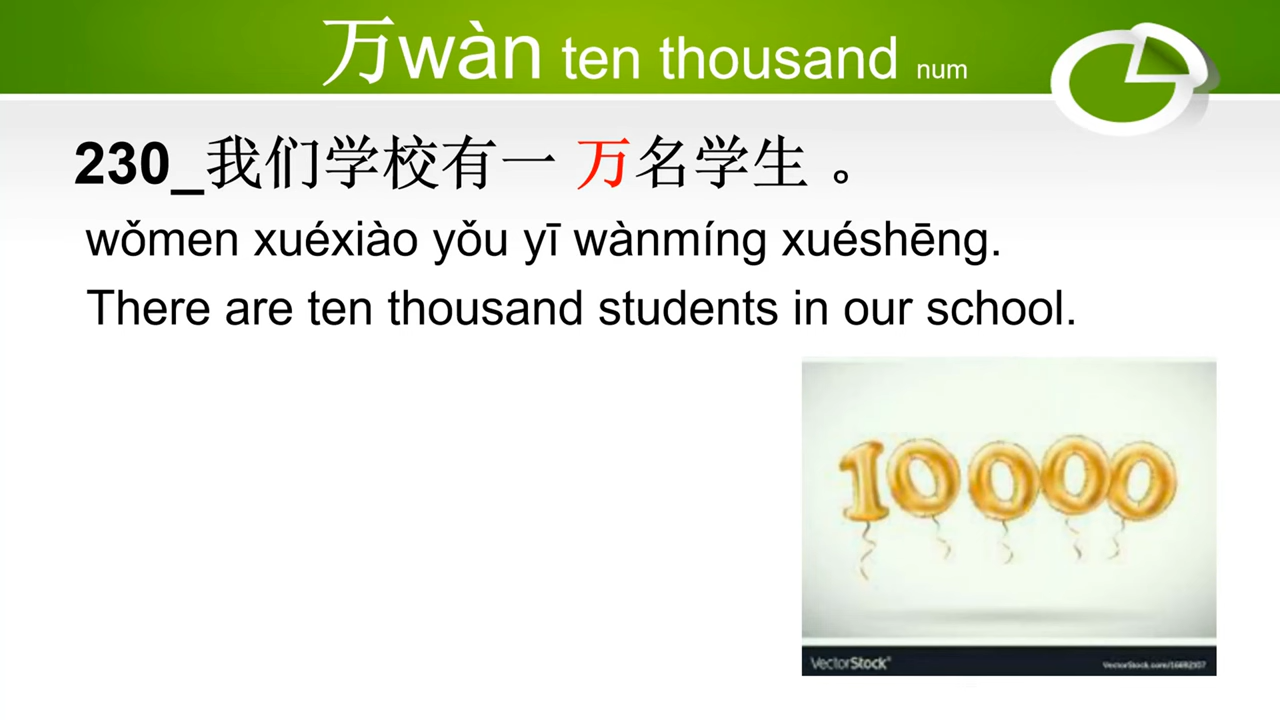 万wàn ten thousand num
230_我们学校有一 万名学生 。
wǒmen xuéxiào yǒu yī wànmíng xuéshēng.
There are ten thousand students in our school.
10000
VectorStock®